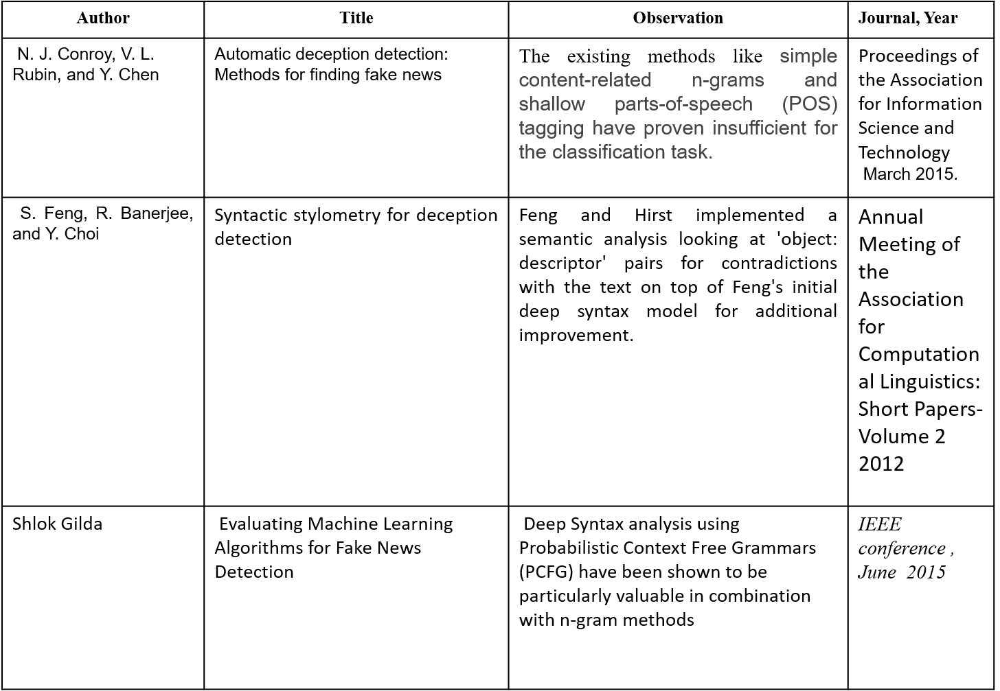 Author
Title
Observation
Journal, Year
N. J. Conroy, V. L.
Rubin, and Y. Chen
Automatic deception detection:
Methods for finding fake news
The existing methods like simple
content-related n-grams and
shallow parts-of-speech (POS)
tagging have proven insufficient for
the classification task.
Proceedings of
the Association
for Information
Science and
Technology
March 2015.
S. Feng, R. Banerjee,
and Y. Choi
Syntactic stylometry for deception
detection
Feng and Hirst implemented a
semantic analysis looking at 'object:
descriptor' pairs for contradictions
with the text on top of Feng's initial
deep syntax model for additional
improvement.
Annual
Meeting of
the
Association
for
Computation
al Linguistics:
Short Papers-
Volume 2
2012
Shlok Gilda
Evaluating Machine Learning
Algorithms for Fake News
Detection
Deep Syntax analysis using
Probabilistic Context Free Grammars
(PCFG) have been shown to be
particularly valuable in combination
with n-gram methods
IEEE
conference ,
June 2015